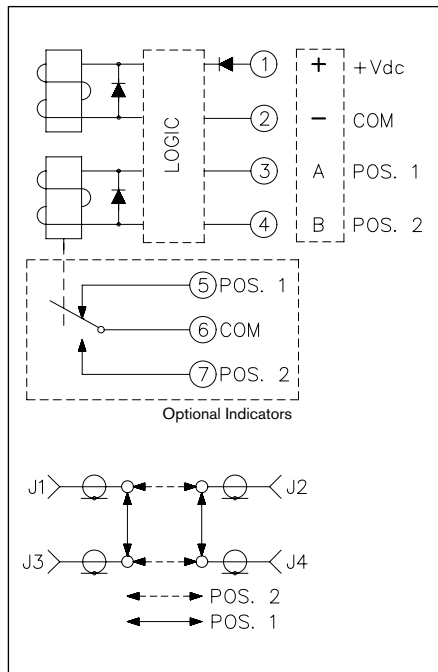 1 + +Vdc
2 − COM
LOGIC
3 A POS. 1
4 B POS. 2
5 POS. 1
6 COM
7 POS. 2
Optional Indicators
J1 J2
J3 J4
POS. 2
POS. 1